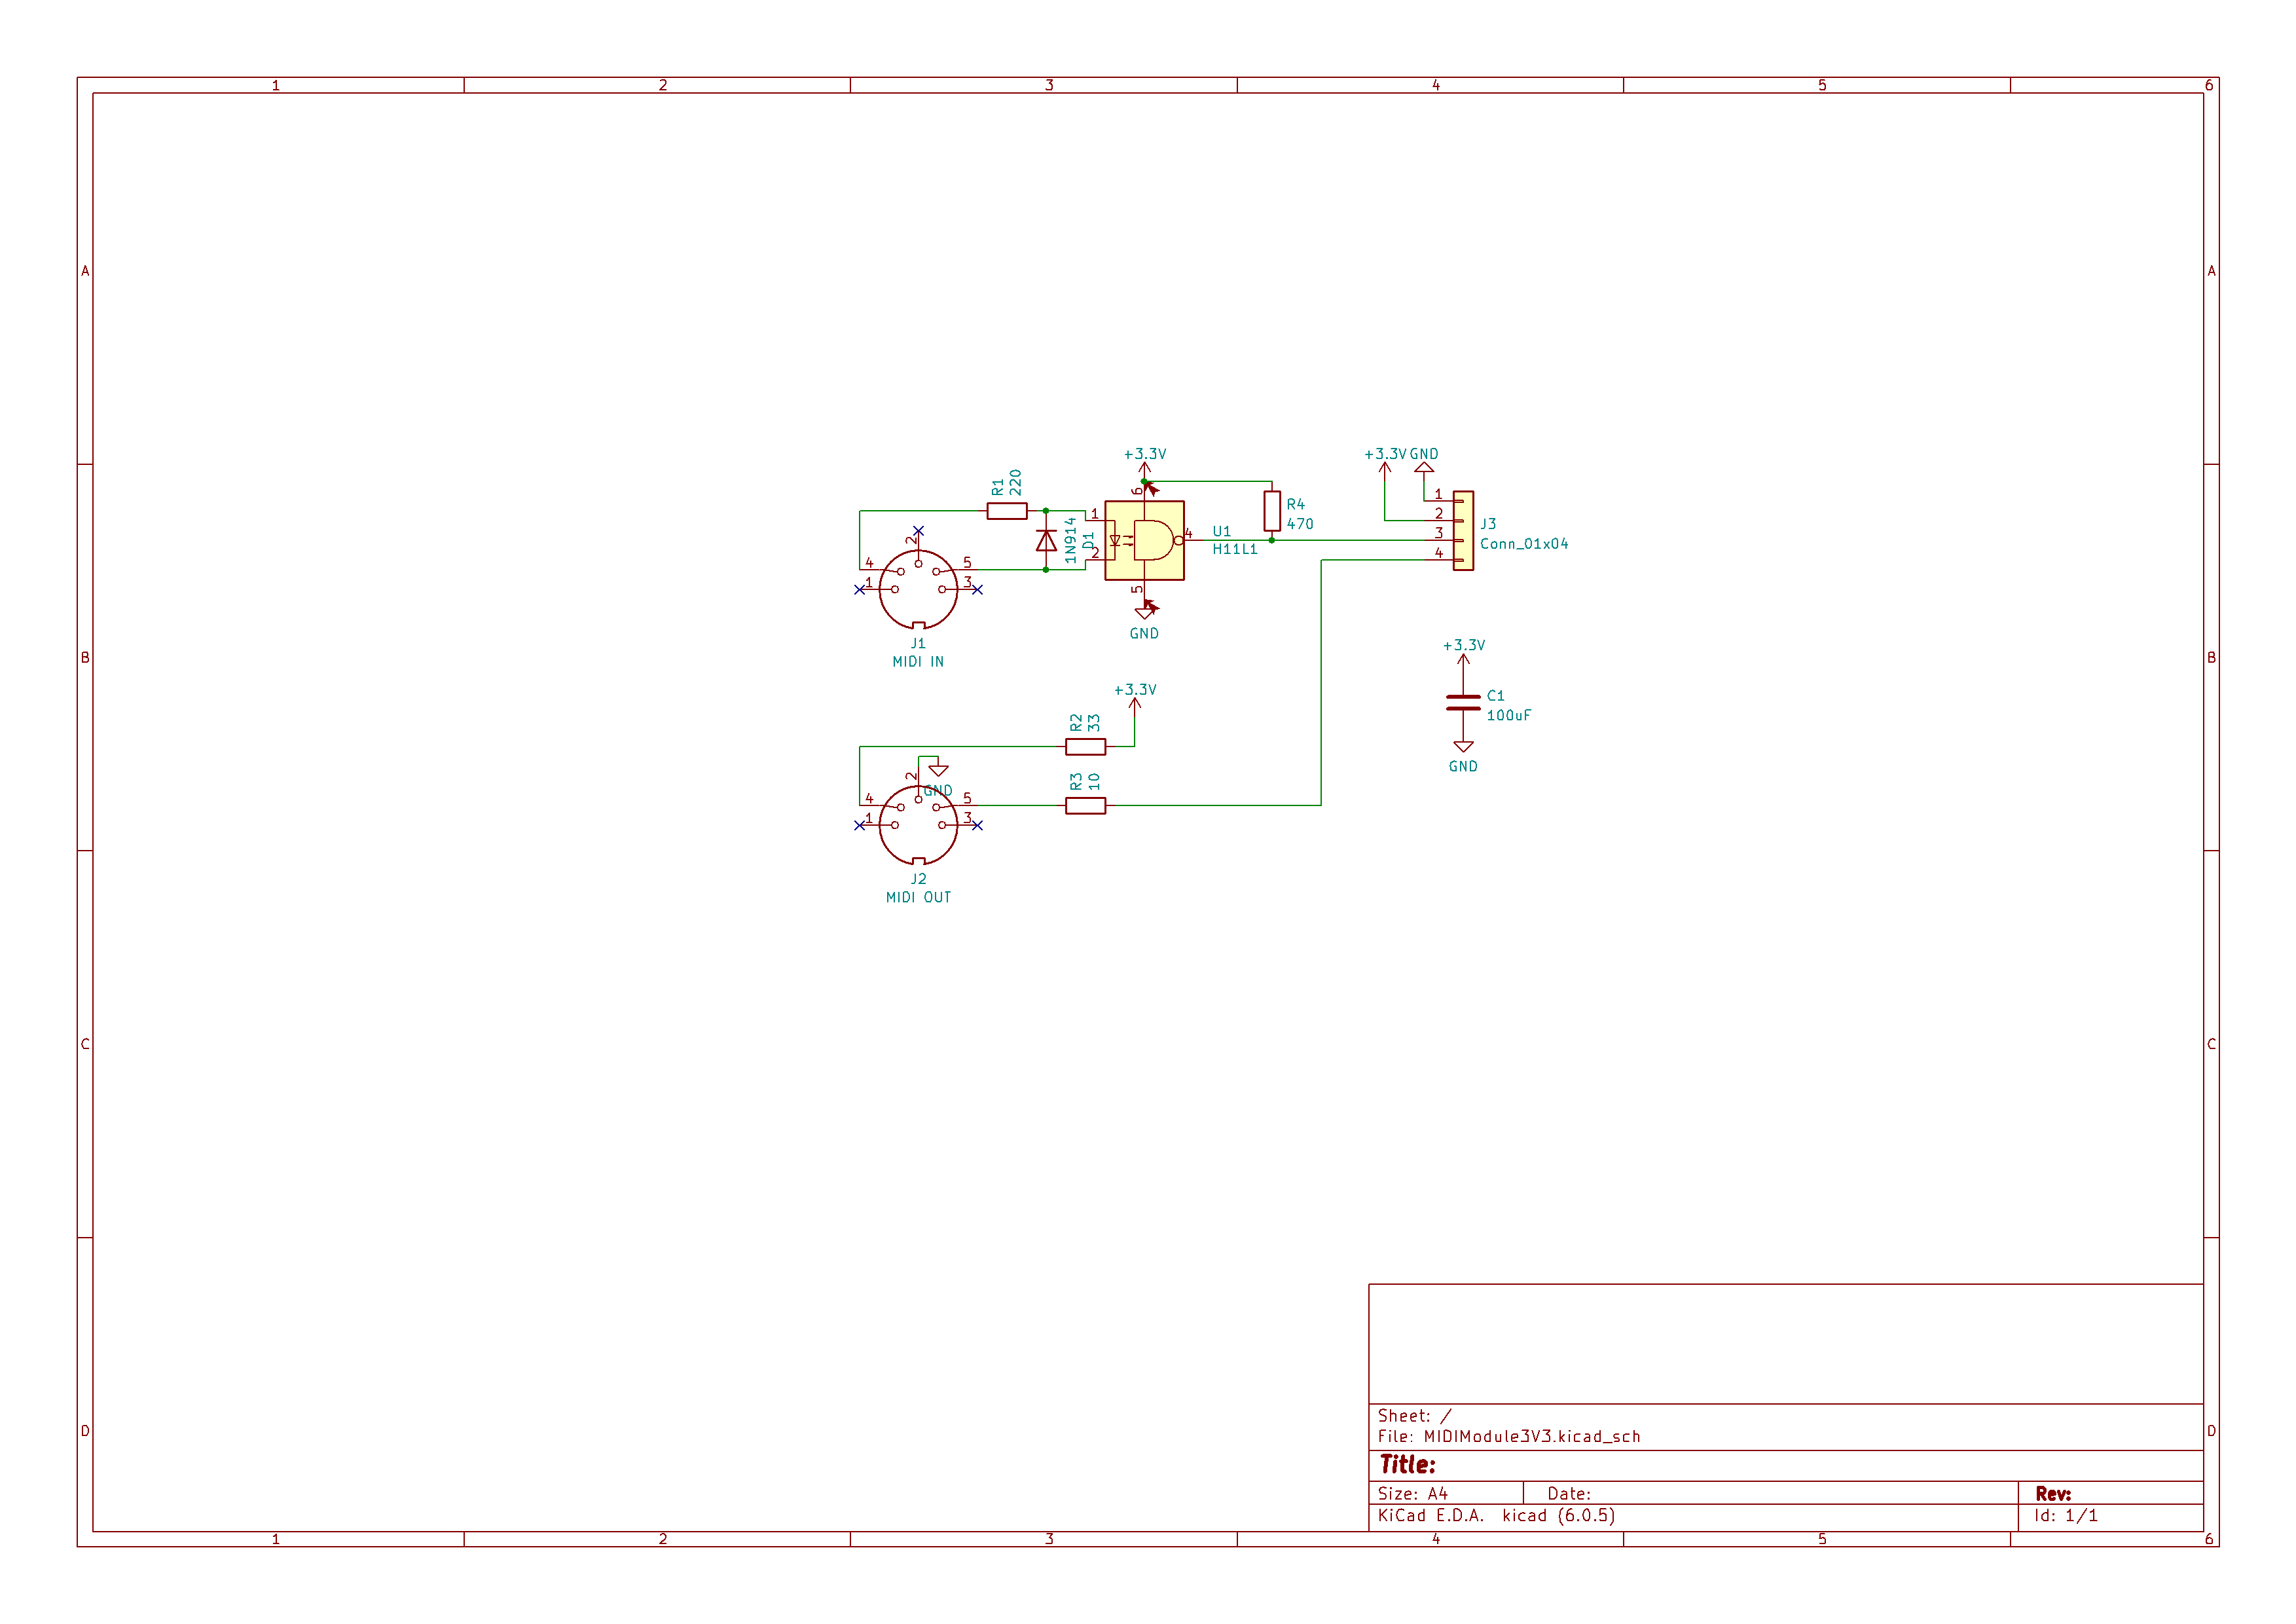 1 2 3 4 5 6
A A
+3.3V +3.3V GND
R1 220
6
R4 470
1
1N914 D1
2
4
U1
H11L1
5
GND
1
2
3
4
J3
Conn_01x04
2
4 5
1 3
J1
MIDI IN
B B
+3.3V
C1
100uF
GND
+3.3V
R2 33
R3 10
2
GND
4 5
1 3
J2
MIDI OUT
C C
D D
Sheet: /
File: MIDIModule3V3.kicad_sch
Title:
Size: A4 Date: Rev:
KiCad E.D.A. kicad (6.0.5) Id: 1/1
1 2 3 4 5 6